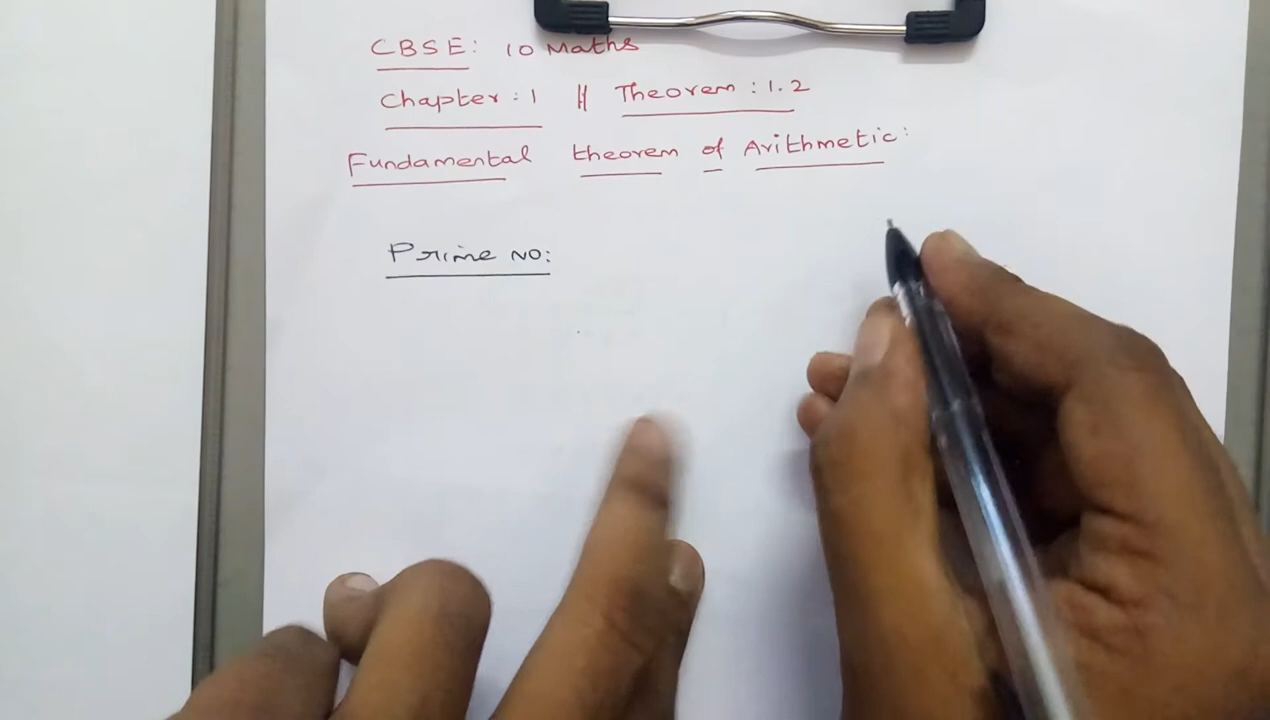 CBSE: 10 Maths
Chapter: 1 || Theorem: 1.2
Fundamental theorem of Arithmetic:
Prime NO: